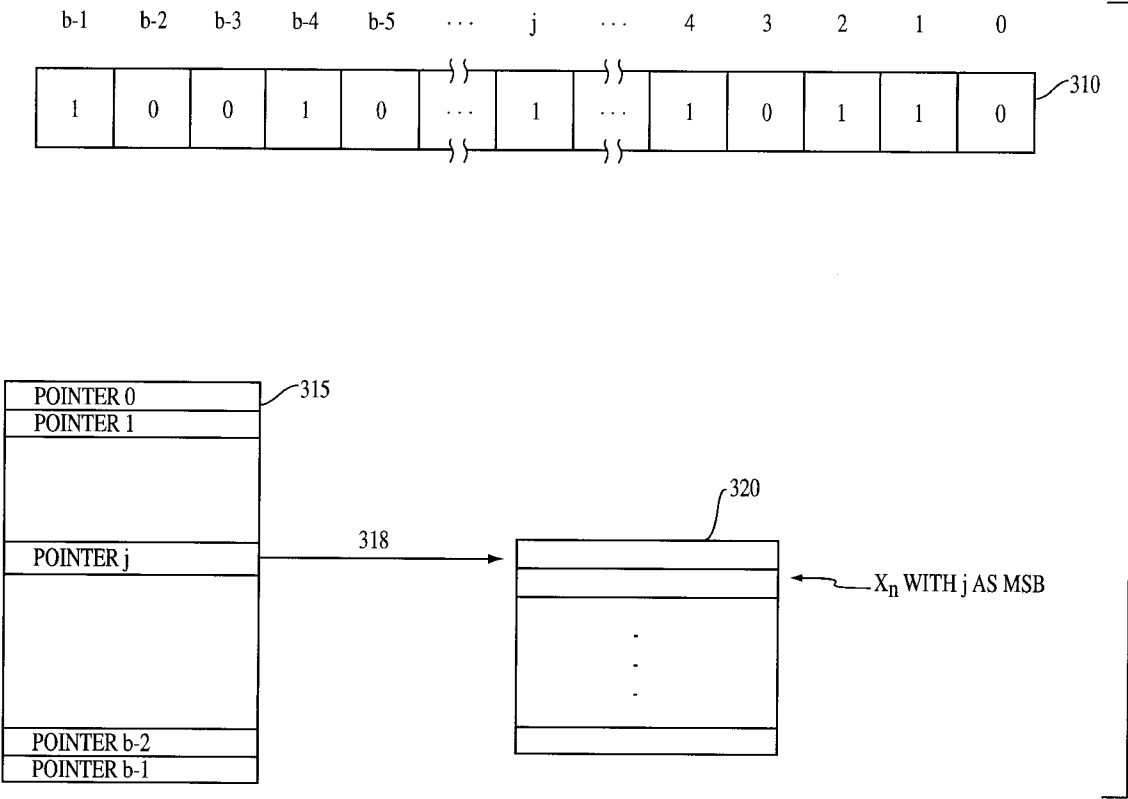 b-1 b-2 b-3 b-4 b-5 ... j ... 4 3 2 1 0
1 0 0 1 0 ... 1 ... 1 0 1 1 0
310
POINTER 0
315
POINTER 1
320
318
POINTER j
Xn WITH j AS MSB
POINTER b-2
POINTER b-1